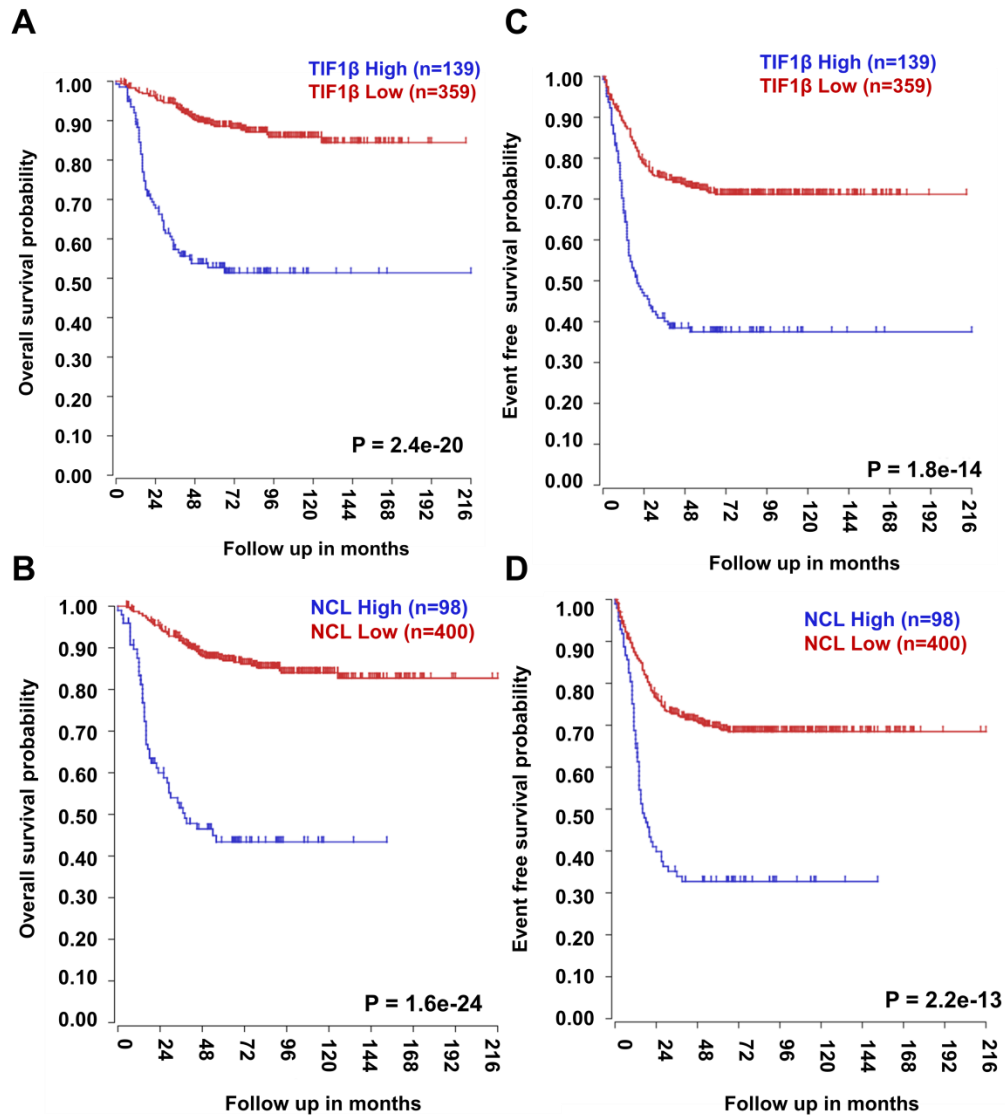 A
TIF1β High (n=139)
TIF1β Low (n=359)
Overall survival probability
1.00
0.90
0.80
0.70
0.60
0.50
0.40
0.30
0.20
0.10
0.00
P = 2.4e-20
0 24 48 72 96 120 144 168 192 216
Follow up in months
C
TIF1β High (n=139)
TIF1β Low (n=359)
Event free survival probability
1.00
0.90
0.80
0.70
0.60
0.50
0.40
0.30
0.20
0.10
0.00
P = 1.8e-14
0 24 48 72 96 120 144 168 192 216
Follow up in months
B
NCL High (n=98)
NCL Low (n=400)
Overall survival probability
1.00
0.90
0.80
0.70
0.60
0.50
0.40
0.30
0.20
0.10
0.00
P = 1.6e-24
0 24 48 72 96 120 144 168 192 216
Follow up in months
D
NCL High (n=98)
NCL Low (n=400)
Event free survival probability
1.00
0.90
0.80
0.70
0.60
0.50
0.40
0.30
0.20
0.10
0.00
P = 2.2e-13
0 24 48 72 96 120 144 168 192 216
Follow up in months